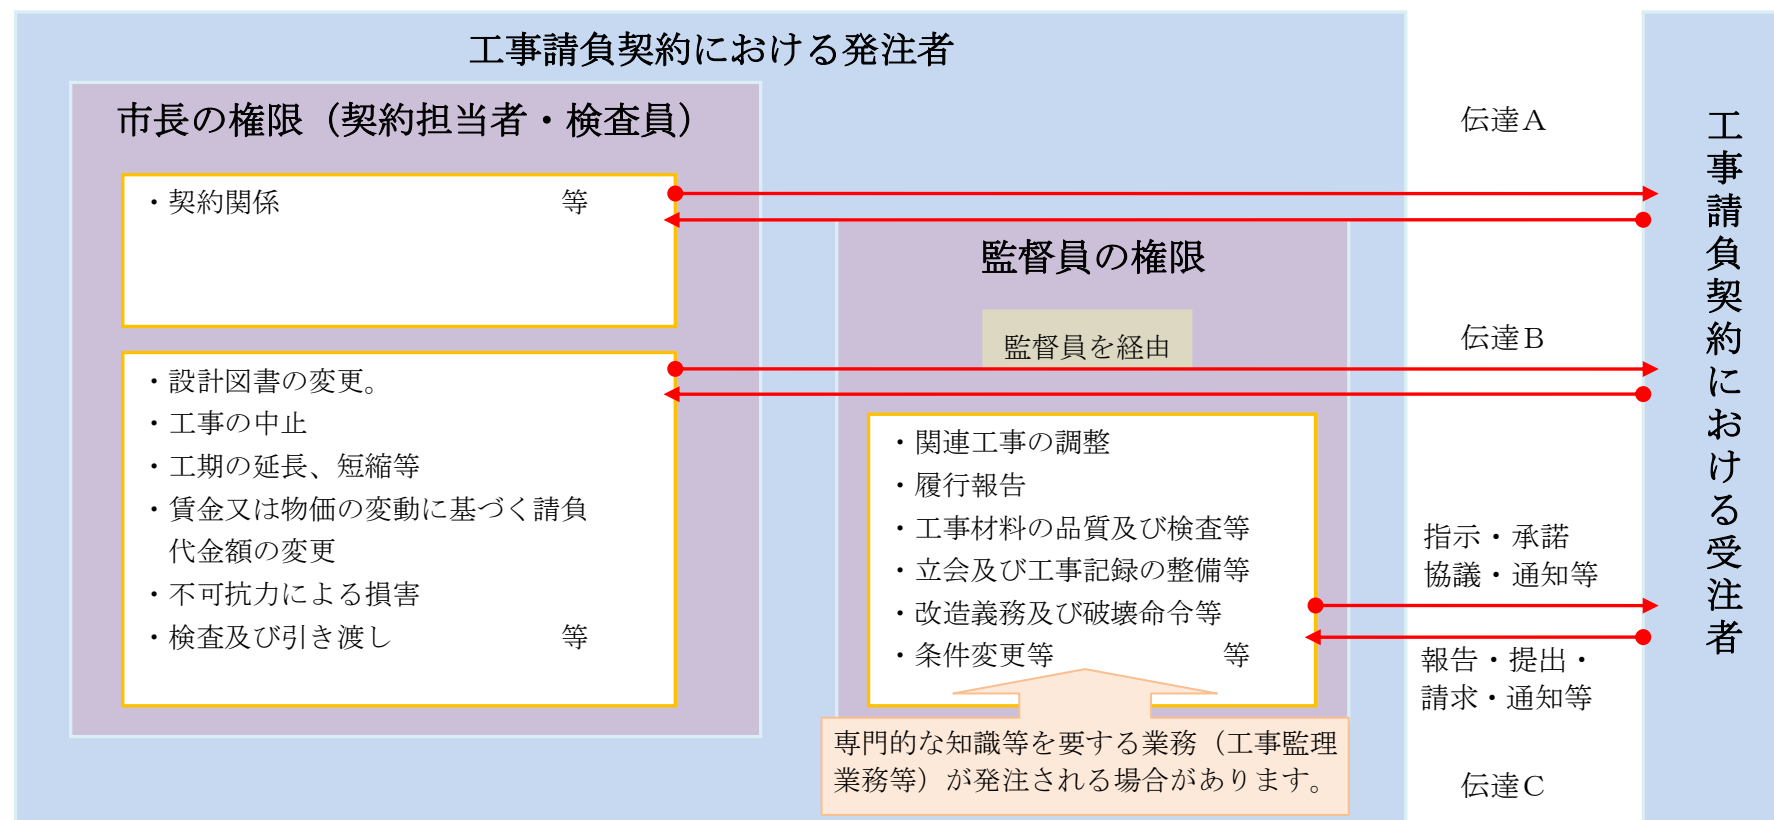 工事請負契約における発注者
市長の権限（契約担当者・検査員）
・契約関係　　　　　　　　　　等
・設計図書の変更。
・工事の中止
・工期の延長、短縮等
・賃金又は物価の変動に基づく請負
代金額の変更
・不可抗力による損害
・検査及び引き渡し　　　　　　等
監督員の権限
監督員を経由
・関連工事の調整
・履行報告
・工事材料の品質及び検査等
・立会及び工事記録の整備等
・改造義務及び破壊命令等
・条件変更等　　　　　　等
専門的な知識等を要する業務（工事監理
業務等）が発注される場合があります。
伝達Ａ
伝達Ｂ
指示・承諾
協議・通知等
報告・提出・
請求・通知等
伝達Ｃ
工事請負契約における受注者